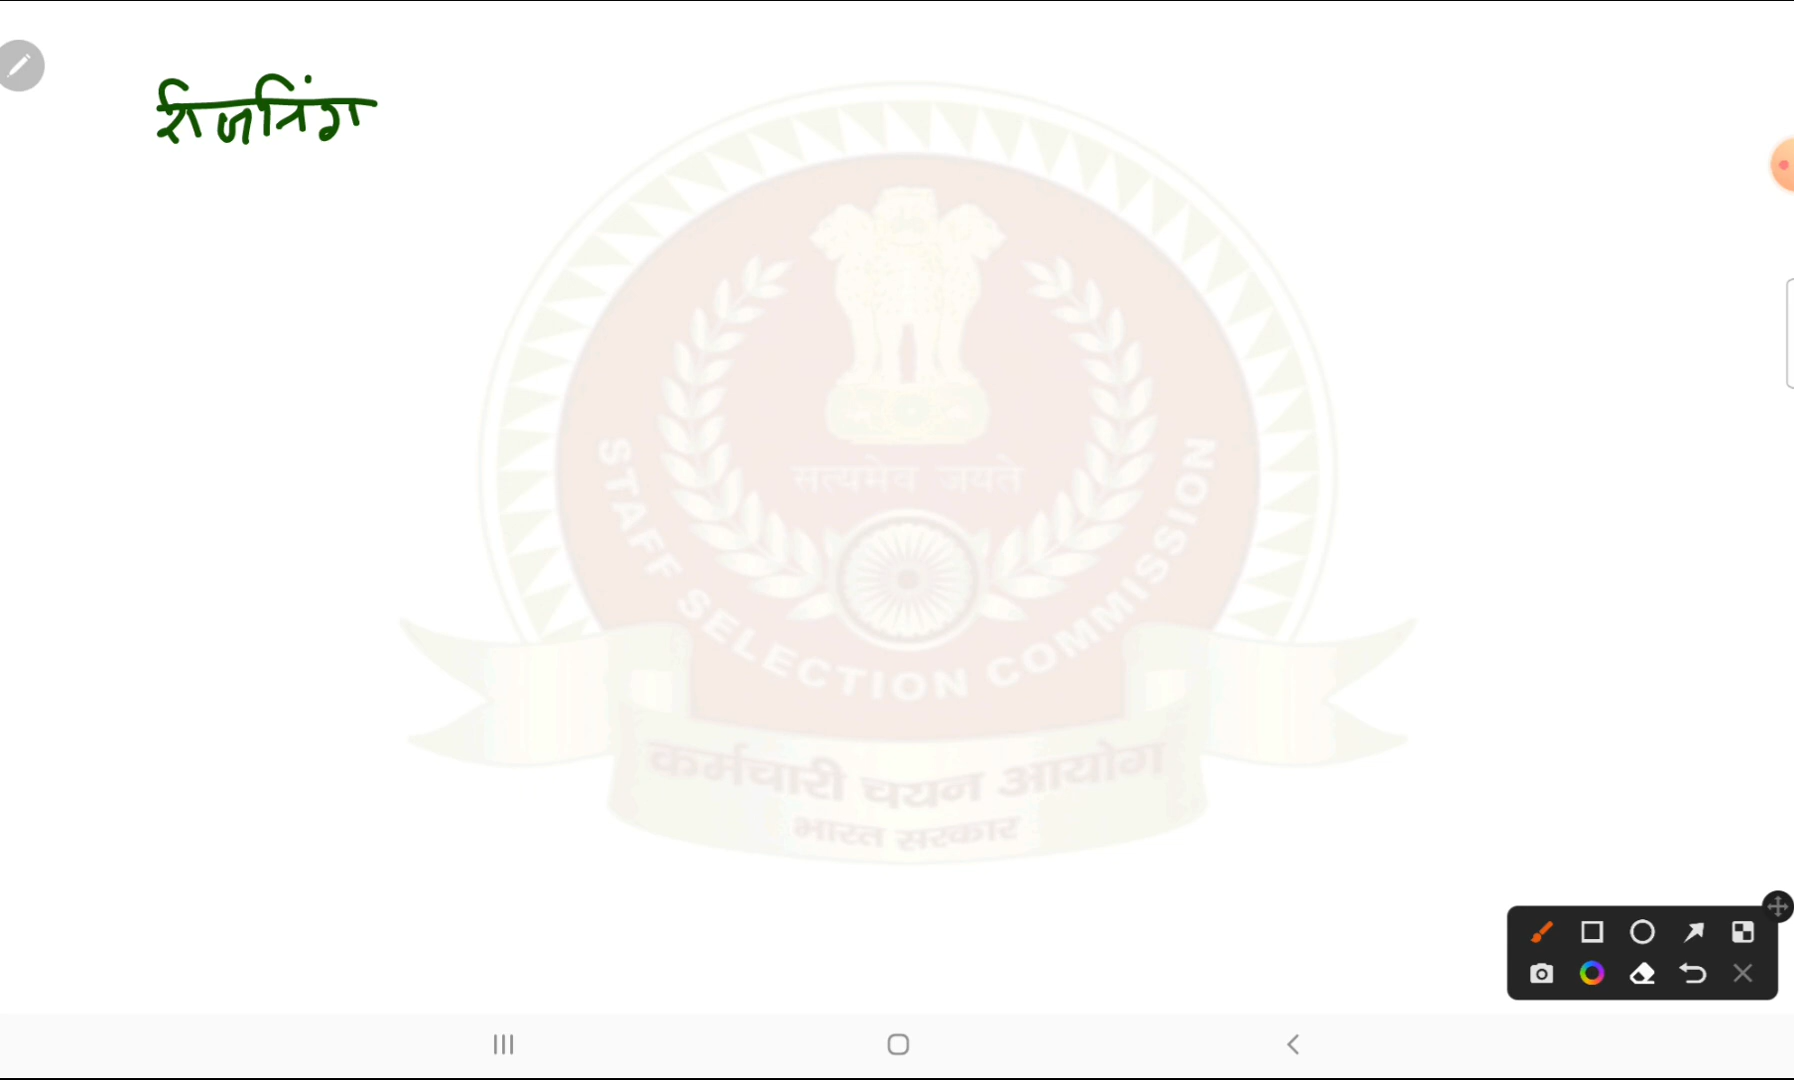 रिजनिंग
सत्यमेव जयते
STAFF SELECTION COMMISSION
कर्मचारी चयन आयोग
भारत सरकार